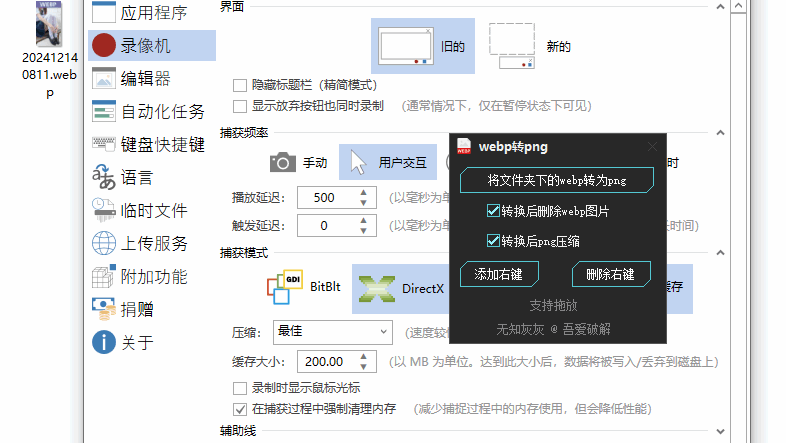 WEBP
202412140811.webp
应用程序
录像机
编辑器
自动化任务
键盘快捷键
语言
临时文件
上传服务
附加功能
捐赠
关于
界面
旧的
新的
隐藏标题栏（精简模式）
显示放弃按钮也同时录制 （通常情况下，仅在暂停状态下可见）
捕获频率
手动
用户交互
时
播放延迟： 500 （以毫秒为单
触发延迟： 0 （以毫秒为单 时间）
捕获模式
GDI BitBlt
DirectX
缓存
压缩： 最佳 （速度较
缓存大小： 200.00 （以 MB 为单位。达到此大小后，数据将被写入/丢弃到磁盘上）
录制时显示鼠标光标
在捕获过程中强制清理内存 （减少捕捉过程中的内存使用，但会降低性能）
辅助线
WEBP
webp转png
将文件夹下的webp转为png
转换后删除webp图片
转换后png压缩
添加右键
删除右键
支持拖放
无知灰灰 @ 吾爱破解